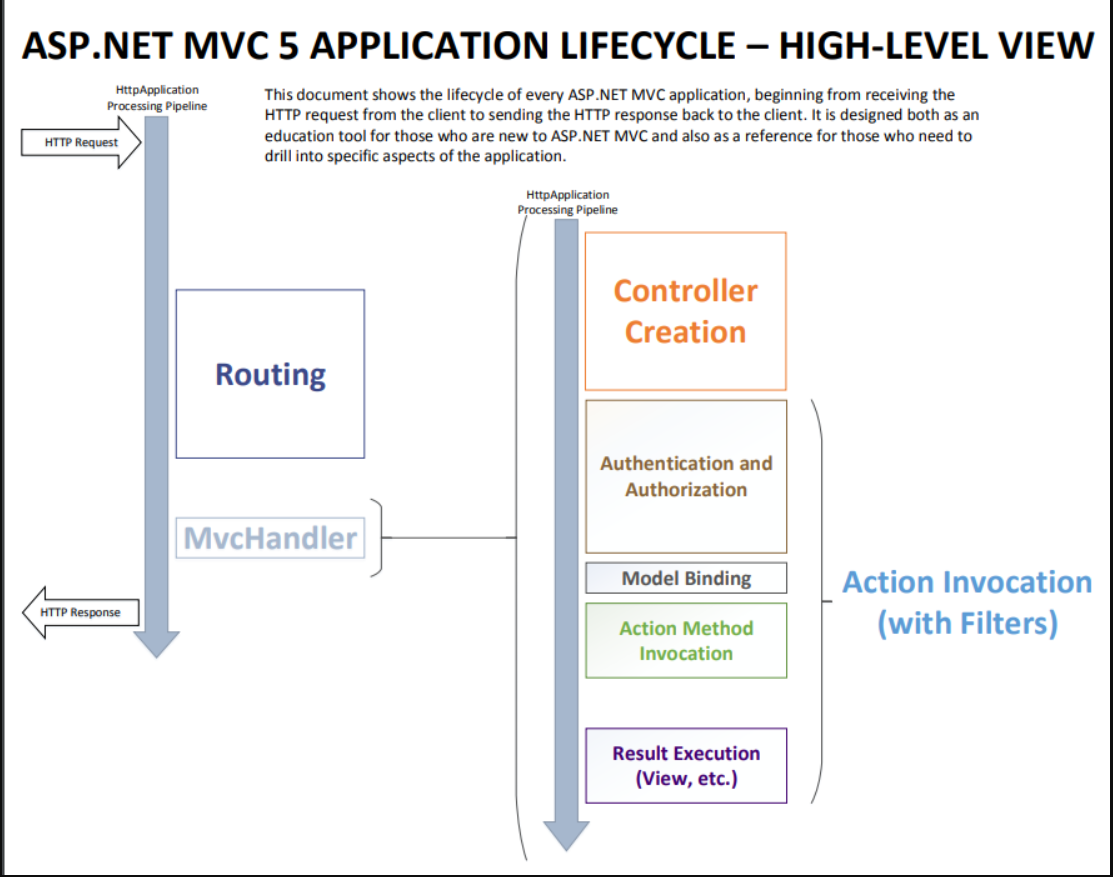 ASP.NET MVC 5 APPLICATION LIFECYCLE – HIGH-LEVEL VIEW
HttpApplication
Processing Pipeline
This document shows the lifecycle of every ASP.NET MVC application, beginning from receiving the
HTTP request from the client to sending the HTTP response back to the client. It is designed both as an
education tool for those who are new to ASP.NET MVC and also as a reference for those who need to
drill into specific aspects of the application.
HTTP Request
HttpApplication
Processing Pipeline
Controller
Creation
Routing
Authentication and
Authorization
MvcHandler
Model Binding
Action Invocation
(with Filters)
HTTP Response
Action Method
Invocation
Result Execution
(View, etc.)